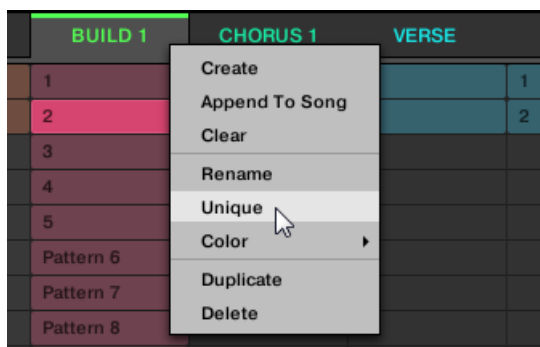 BUILD 1 CHORUS 1 VERSE
1 Create 1
2 Append To Song 2
Clear
3
Rename
4
Unique
5
Color
Pattern 6
Duplicate
Pattern 7
Delete
Pattern 8